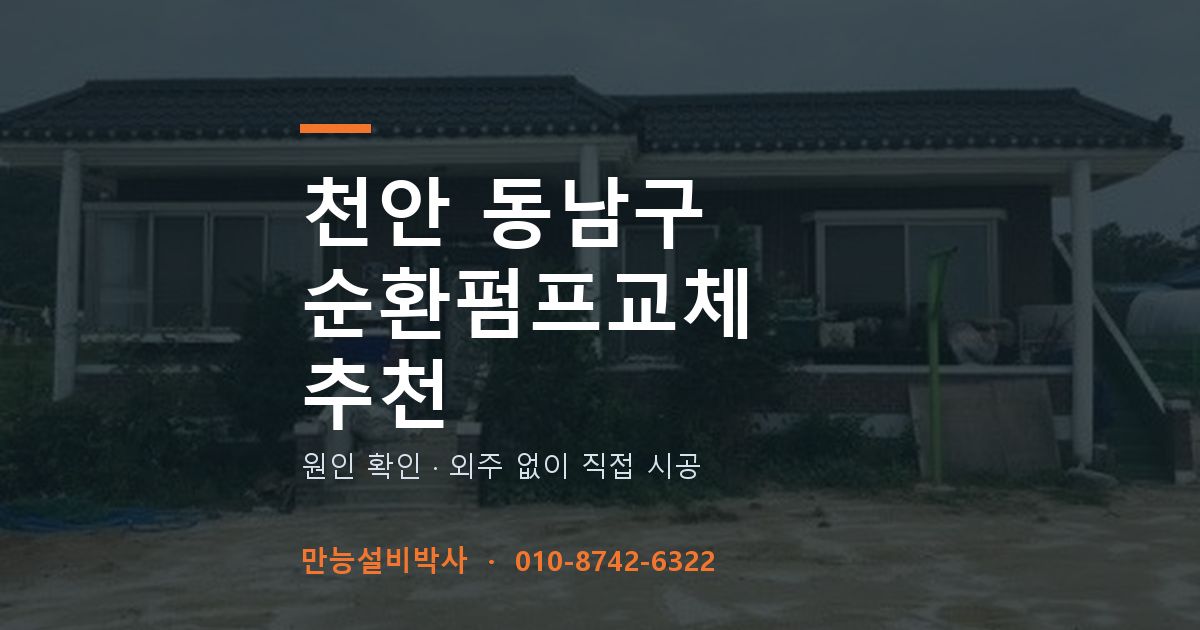 천안 동남구
순환펌프교체
추천
원인 확인 · 외주 없이 직접 시공
만능설비박사 · 010-8742-6322